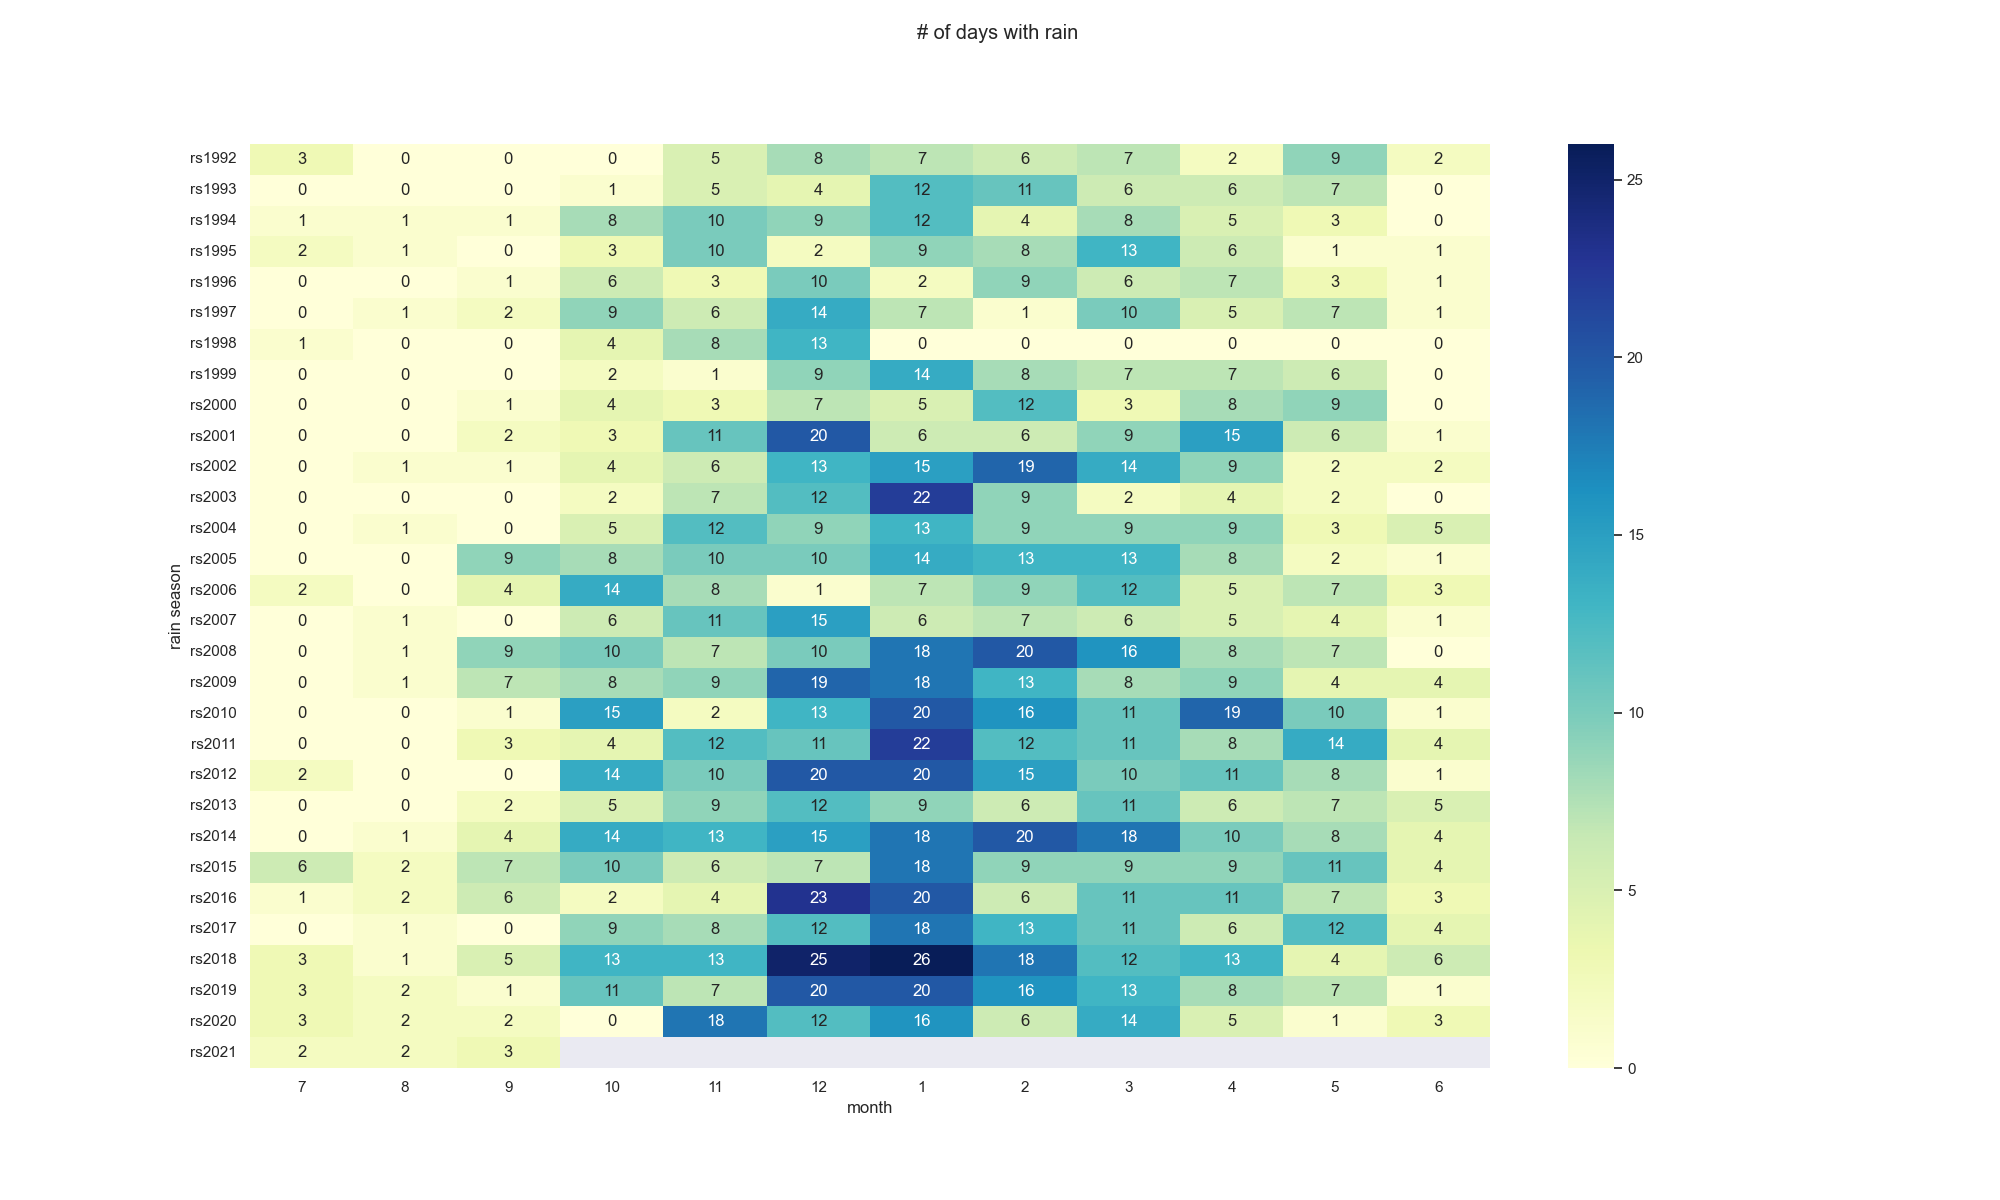 # of days with rain
rs1992 3 0 0 0 5 8 7 6 7 2 9 2
rs1993 0 0 0 1 5 4 12 11 6 6 7 0
rs1994 1 1 1 8 10 9 12 4 8 5 3 0
rs1995 2 1 0 3 10 2 9 8 13 6 1 1
rs1996 0 0 1 6 3 10 2 9 6 7 3 1
rs1997 0 1 2 9 6 14 7 1 10 5 7 1
rs1998 1 0 0 4 8 13 0 0 0 0 0 0
rs1999 0 0 0 2 1 9 14 8 7 7 6 0
rs2000 0 0 1 4 3 7 5 12 3 8 9 0
rs2001 0 0 2 3 11 20 6 6 9 15 6 1
rs2002 0 1 1 4 6 13 15 19 14 9 2 2
rs2003 0 0 0 2 7 12 22 9 2 4 2 0
rs2004 0 1 0 5 12 9 13 9 9 9 3 5
rs2005 0 0 9 8 10 10 14 13 13 8 2 1
rs2006 2 0 4 14 8 1 7 9 12 5 7 3
rs2007 0 1 0 6 11 15 6 7 6 5 4 1
rs2008 0 1 9 10 7 10 18 20 16 8 7 0
rs2009 0 1 7 8 9 19 18 13 8 9 4 4
rs2010 0 0 1 15 2 13 20 16 11 19 10 1
rs2011 0 0 3 4 12 11 22 12 11 8 14 4
rs2012 2 0 0 14 10 20 20 15 10 11 8 1
rs2013 0 0 2 5 9 12 9 6 11 6 7 5
rs2014 0 1 4 14 13 15 18 20 18 10 8 4
rs2015 6 2 7 10 6 7 18 9 9 9 11 4
rs2016 1 2 6 2 4 23 20 6 11 11 7 3
rs2017 0 1 0 9 8 12 18 13 11 6 12 4
rs2018 3 1 5 13 13 25 26 18 12 13 4 6
rs2019 3 2 1 11 7 20 20 16 13 8 7 1
rs2020 3 2 2 0 18 12 16 6 14 5 1 3
rs2021 2 2 3
7 8 9 10 11 12 1 2 3 4 5 6
month
rain season
25
20
15
10
5
0